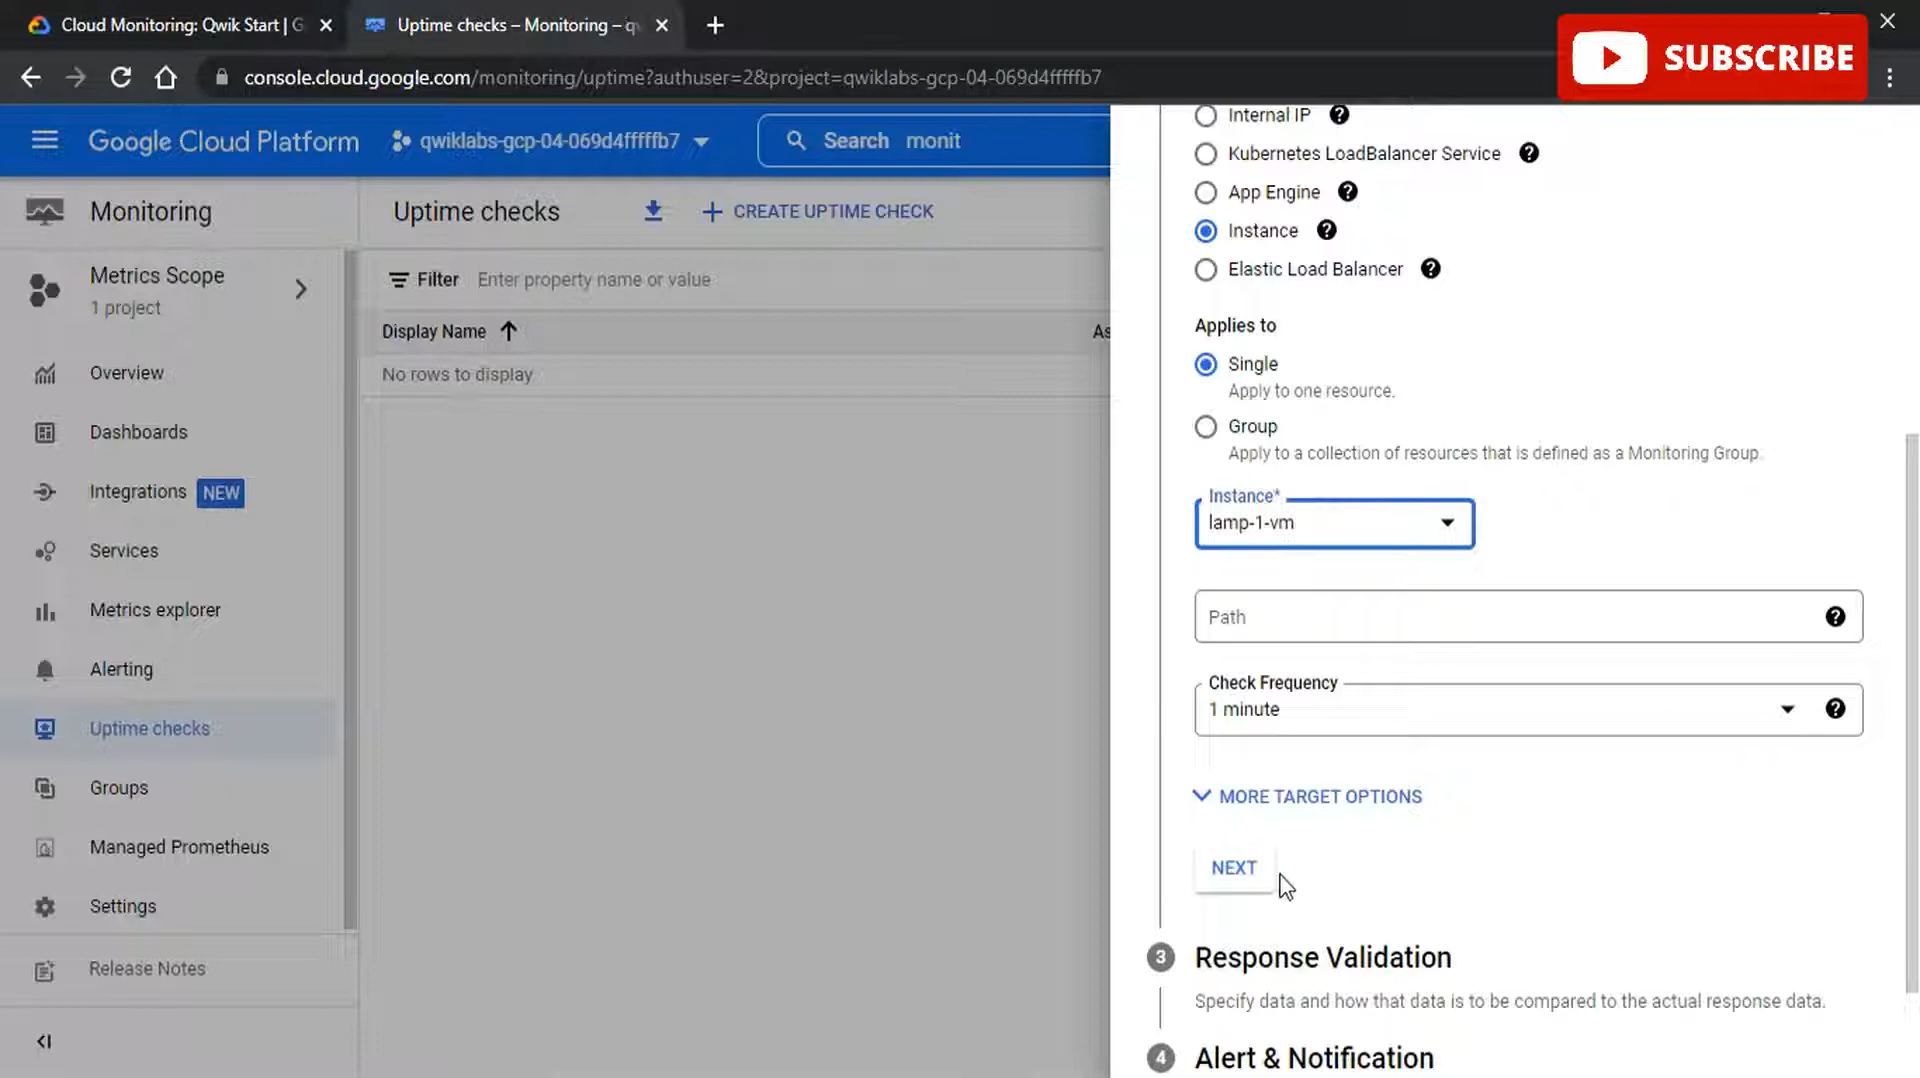 Cloud Monitoring: Qwik Start | G
Uptime checks – Monitoring – q
SUBSCRIBE
console.cloud.google.com/monitoring/uptime?authuser=2&project=qwiklabs-gcp-04-069d4fffffb7
Google Cloud Platform
qwiklabs-gcp-04-069d4fffffb7
Search monit
Monitoring
Metrics Scope
1 project
Overview
Dashboards
Integrations NEW
Services
Metrics explorer
Alerting
Uptime checks
Groups
Managed Prometheus
Settings
Release Notes
Uptime checks
CREATE UPTIME CHECK
Filter Enter property name or value
Display Name
As
No rows to display
Internal IP
Kubernetes LoadBalancer Service
App Engine
Instance
Elastic Load Balancer
Applies to
Single
Apply to one resource.
Group
Apply to a collection of resources that is defined as a Monitoring Group.
Instance*
lamp-1-vm
Path
Check Frequency
1 minute
MORE TARGET OPTIONS
NEXT
3 Response Validation
Specify data and how that data is to be compared to the actual response data.
4 Alert & Notification